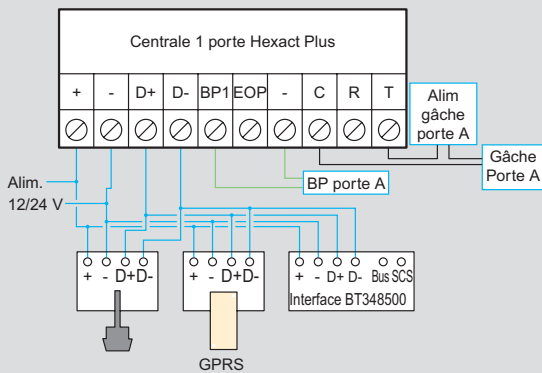 Centrale 1 porte Hexact Plus
+ - D+ D- BP1 EOP - C R T
Alim gâche porte A
Gâche Porte A
BP porte A
Alim.
12/24 V
+ - D+ D-
+ - D+ D-
+ - D+ D- Bus SCS
Interface BT348500
GPRS